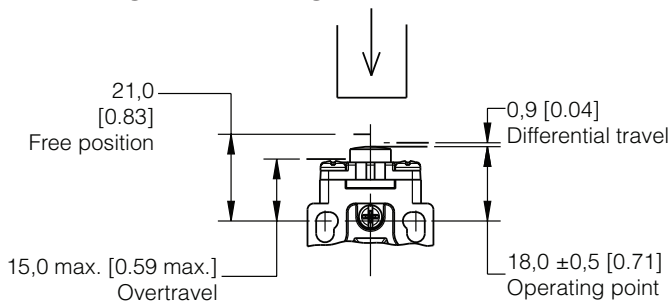 21,0
[0.83]
Free position
0,9 [0.04]
Differential travel
15,0 max. [0.59 max.]
Overtravel
18,0 ±0,5 [0.71]
Operating point